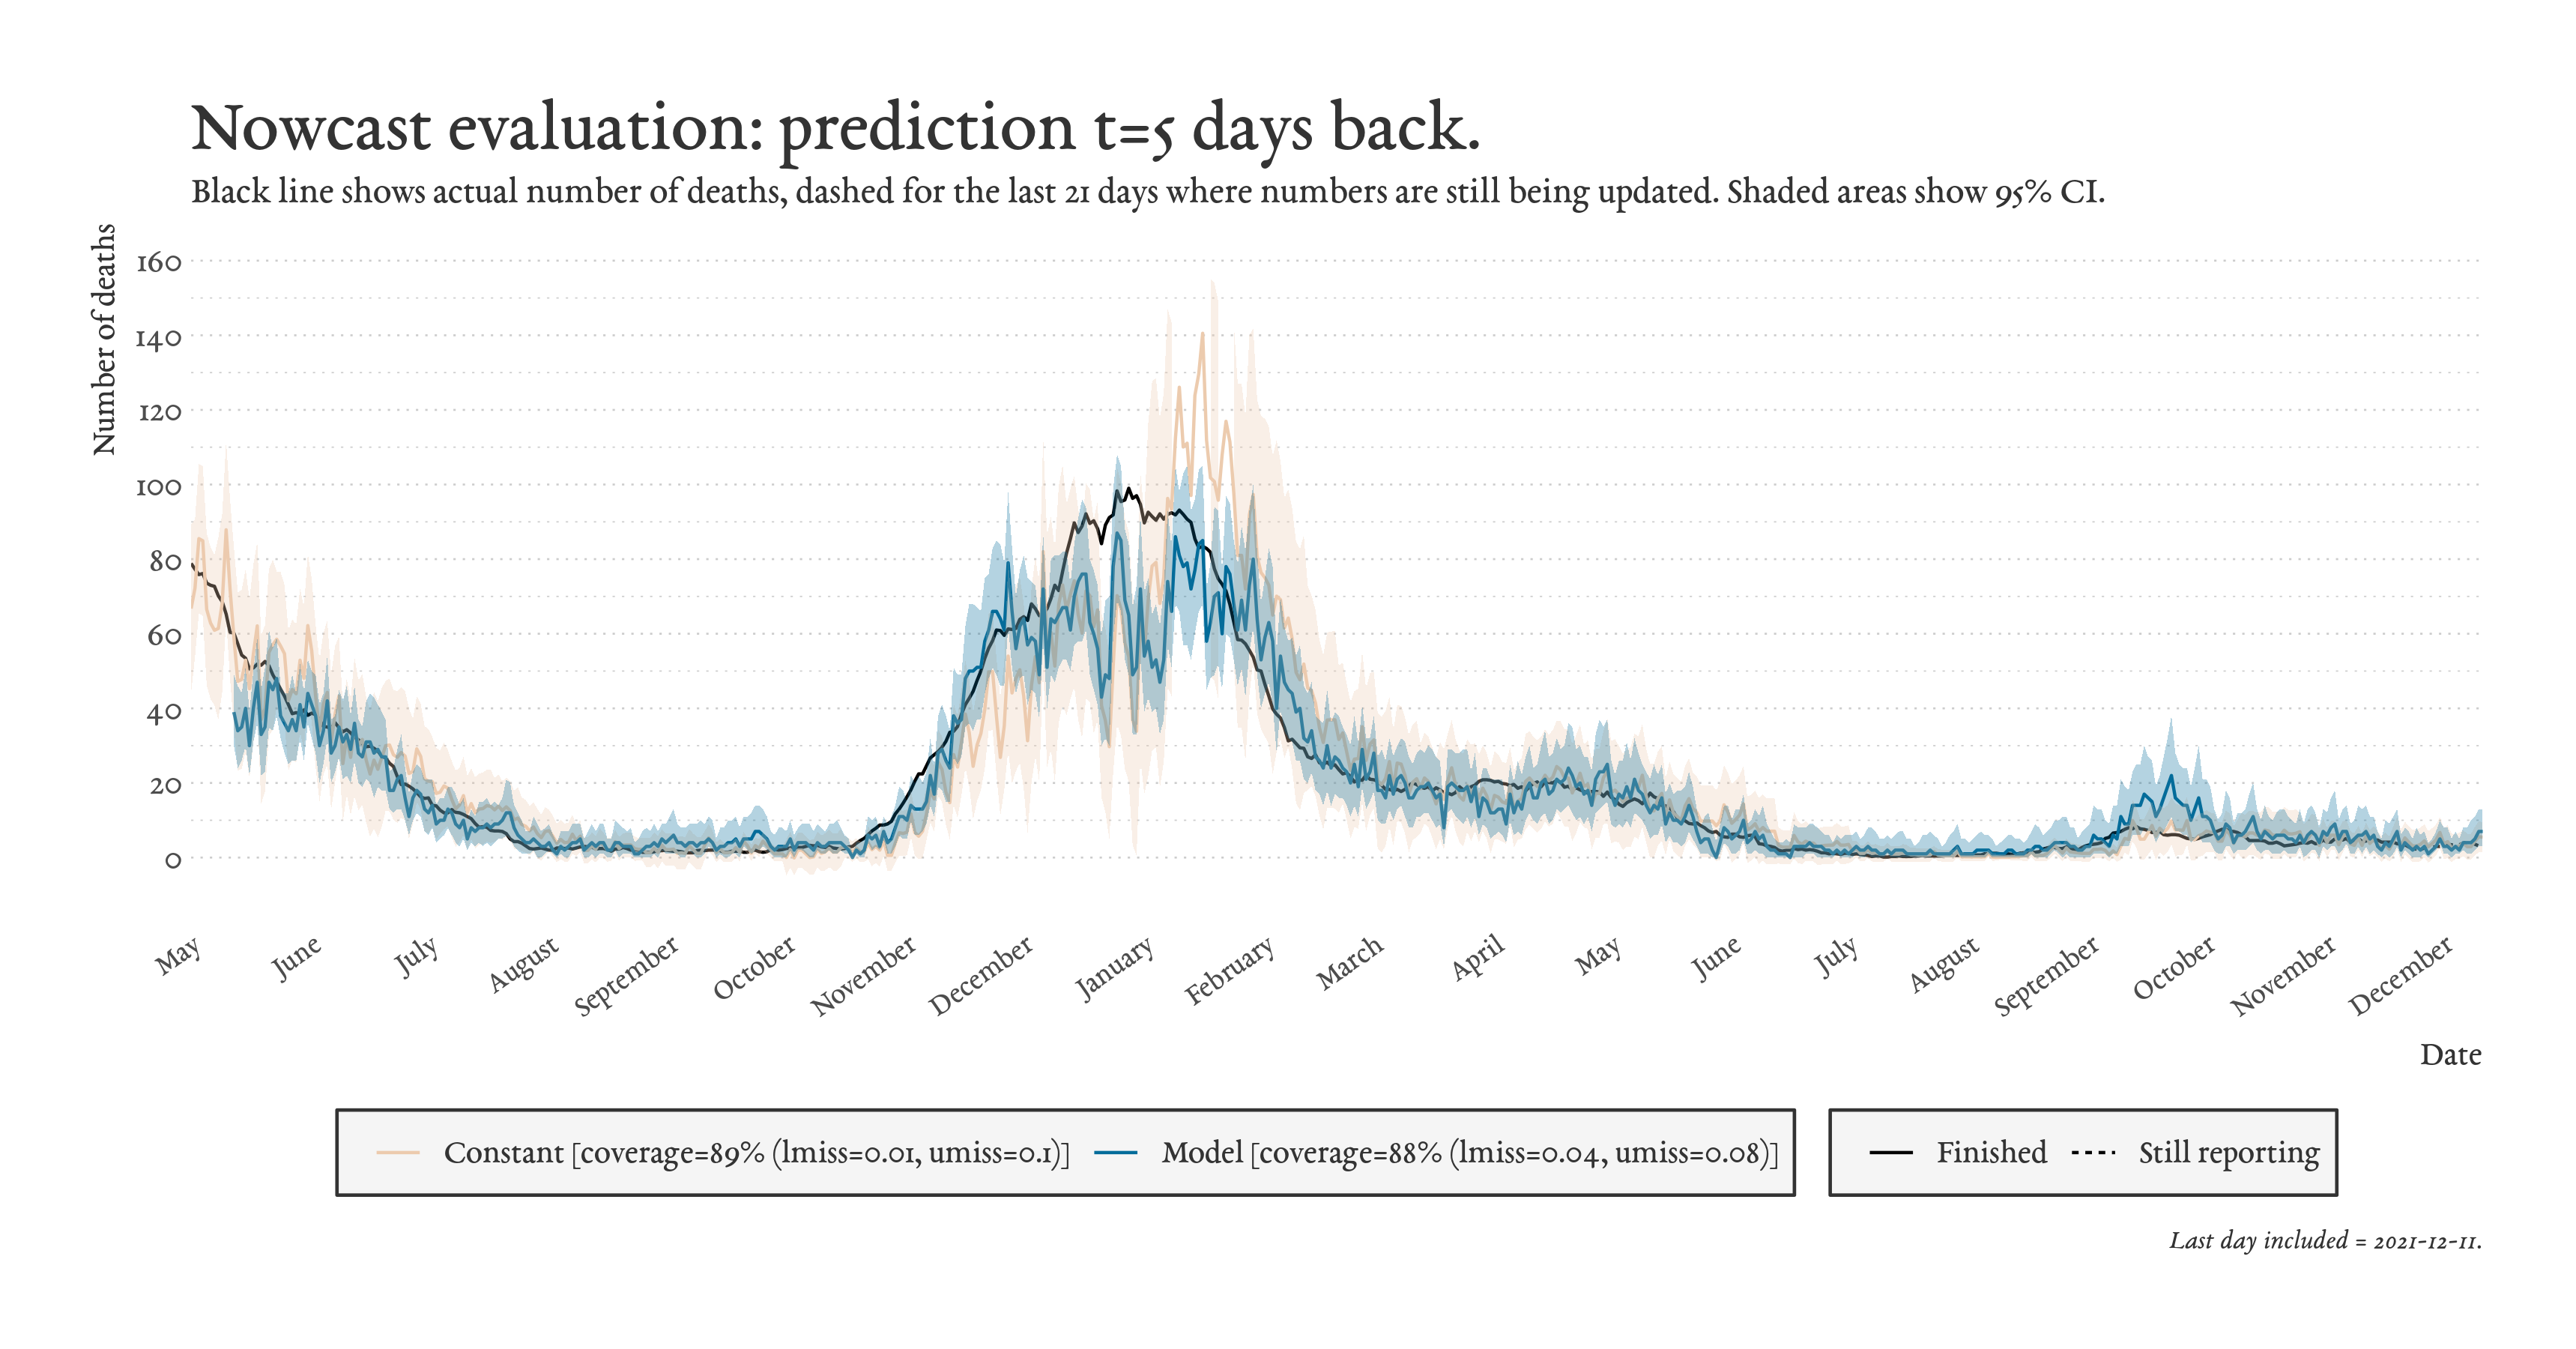 Nowcast evaluation: prediction t=5 days back.
Black line shows actual number of deaths, dashed for the last 21 days where numbers are still being updated. Shaded areas show 95% CI.
Number of deaths
160
140
120
100
80
60
40
20
0
May
June
July
August
September
October
November
December
January
February
March
April
May
June
July
August
September
October
November
December
Date
Constant [coverage=89% (lmiss=0.01, umiss=0.1)]
Model [coverage=88% (lmiss=0.04, umiss=0.08)]
Finished
Still reporting
Last day included = 2021-12-11.